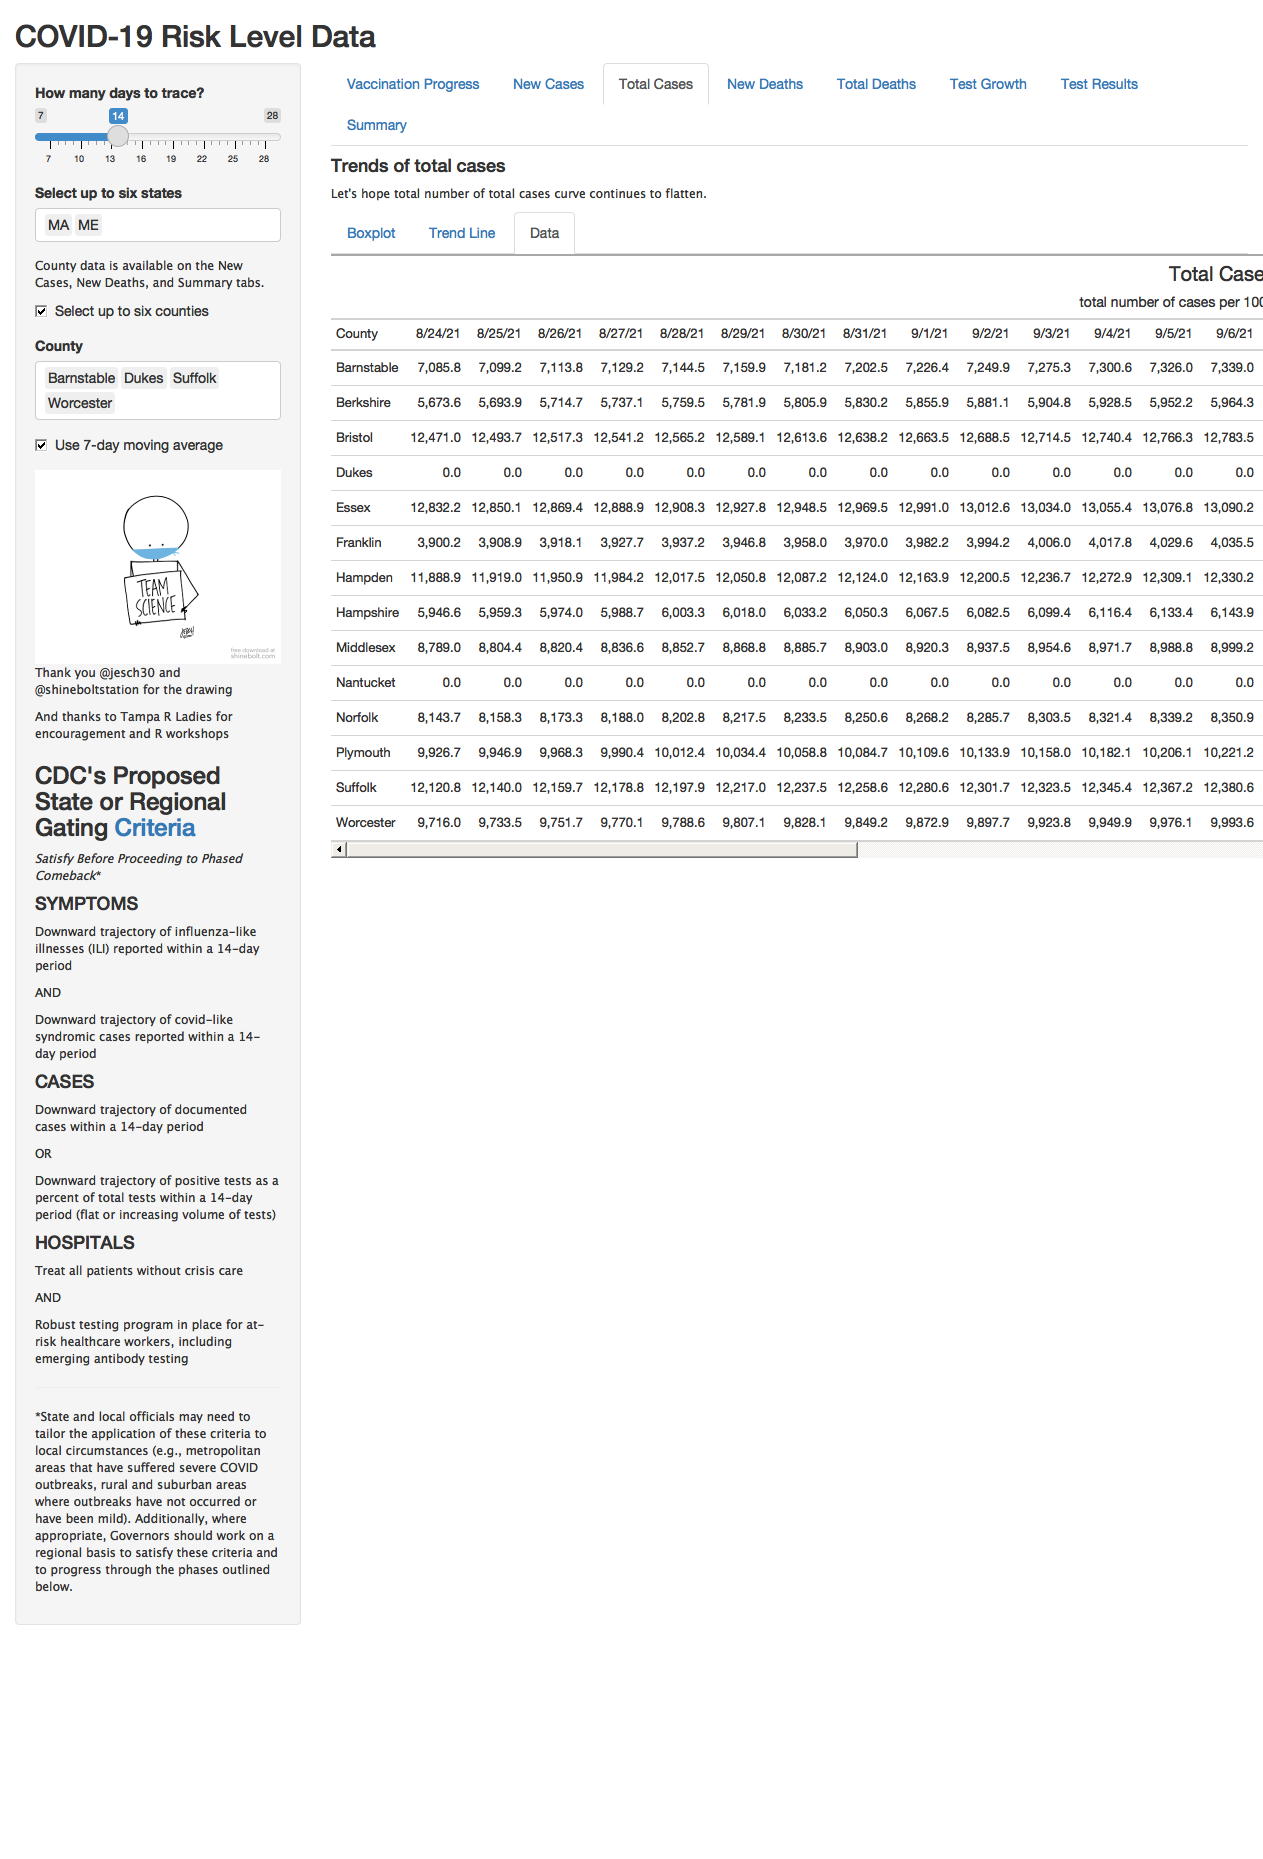 COVID-19 Risk Level Data
How many days to trace?
7 14 28
7 10 13 16 19 22 25 28
Select up to six states
MA ME
County data is available on the New
Cases, New Deaths, and Summary tabs.
Select up to six counties
County
Barnstable Dukes Suffolk
Worcester
Use 7-day moving average
TEAM
SCIENCE
free download at
shinebolt.com
Thank you @jesch30 and
@shineboltstation for the drawing
And thanks to Tampa R Ladies for
encouragement and R workshops
CDC's Proposed
State or Regional
Gating Criteria
Satisfy Before Proceeding to Phased
Comeback*
SYMPTOMS
Downward trajectory of influenza-like
illnesses (ILI) reported within a 14-day
period
AND
Downward trajectory of covid-like
syndromic cases reported within a 14-
day period
CASES
Downward trajectory of documented
cases within a 14-day period
OR
Downward trajectory of positive tests as a
percent of total tests within a 14-day
period (flat or increasing volume of tests)
HOSPITALS
Treat all patients without crisis care
AND
Robust testing program in place for at-
risk healthcare workers, including
emerging antibody testing
*State and local officials may need to
tailor the application of these criteria to
local circumstances (e.g., metropolitan
areas that have suffered severe COVID
outbreaks, rural and suburban areas
where outbreaks have not occurred or
have been mild). Additionally, where
appropriate, Governors should work on a
regional basis to satisfy these criteria and
to progress through the phases outlined
below.
Vaccination Progress New Cases Total Cases New Deaths Total Deaths Test Growth Test Results
Summary
Trends of total cases
Let's hope total number of total cases curve continues to flatten.
Boxplot Trend Line Data
Total Case
total number of cases per 100
County 8/24/21 8/25/21 8/26/21 8/27/21 8/28/21 8/29/21 8/30/21 8/31/21 9/1/21 9/2/21 9/3/21 9/4/21 9/5/21 9/6/21
Barnstable 7,085.8 7,099.2 7,113.8 7,129.2 7,144.5 7,159.9 7,181.2 7,202.5 7,226.4 7,249.9 7,275.3 7,300.6 7,326.0 7,339.0
Berkshire 5,673.6 5,693.9 5,714.7 5,737.1 5,759.5 5,781.9 5,805.9 5,830.2 5,855.9 5,881.1 5,904.8 5,928.5 5,952.2 5,964.3
Bristol 12,471.0 12,493.7 12,517.3 12,541.2 12,565.2 12,589.1 12,613.6 12,638.2 12,663.5 12,688.5 12,714.5 12,740.4 12,766.3 12,783.5
Dukes 0.0 0.0 0.0 0.0 0.0 0.0 0.0 0.0 0.0 0.0 0.0 0.0 0.0 0.0
Essex 12,832.2 12,850.1 12,869.4 12,888.9 12,908.3 12,927.8 12,948.5 12,969.5 12,991.0 13,012.6 13,034.0 13,055.4 13,076.8 13,090.2
Franklin 3,900.2 3,908.9 3,918.1 3,927.7 3,937.2 3,946.8 3,958.0 3,970.0 3,982.2 3,994.2 4,006.0 4,017.8 4,029.6 4,035.5
Hampden 11,888.9 11,919.0 11,950.9 11,984.2 12,017.5 12,050.8 12,087.2 12,124.0 12,163.9 12,200.5 12,236.7 12,272.9 12,309.1 12,330.2
Hampshire 5,946.6 5,959.3 5,974.0 5,988.7 6,003.3 6,018.0 6,033.2 6,050.3 6,067.5 6,082.5 6,099.4 6,116.4 6,133.4 6,143.9
Middlesex 8,789.0 8,804.4 8,820.4 8,836.6 8,852.7 8,868.8 8,885.7 8,903.0 8,920.3 8,937.5 8,954.6 8,971.7 8,988.8 8,999.2
Nantucket 0.0 0.0 0.0 0.0 0.0 0.0 0.0 0.0 0.0 0.0 0.0 0.0 0.0 0.0
Norfolk 8,143.7 8,158.3 8,173.3 8,188.0 8,202.8 8,217.5 8,233.5 8,250.6 8,268.2 8,285.7 8,303.5 8,321.4 8,339.2 8,350.9
Plymouth 9,926.7 9,946.9 9,968.3 9,990.4 10,012.4 10,034.4 10,058.8 10,084.7 10,109.6 10,133.9 10,158.0 10,182.1 10,206.1 10,221.2
Suffolk 12,120.8 12,140.0 12,159.7 12,178.8 12,197.9 12,217.0 12,237.5 12,258.6 12,280.6 12,301.7 12,323.5 12,345.4 12,367.2 12,380.6
Worcester 9,716.0 9,733.5 9,751.7 9,770.1 9,788.6 9,807.1 9,828.1 9,849.2 9,872.9 9,897.7 9,923.8 9,949.9 9,976.1 9,993.6